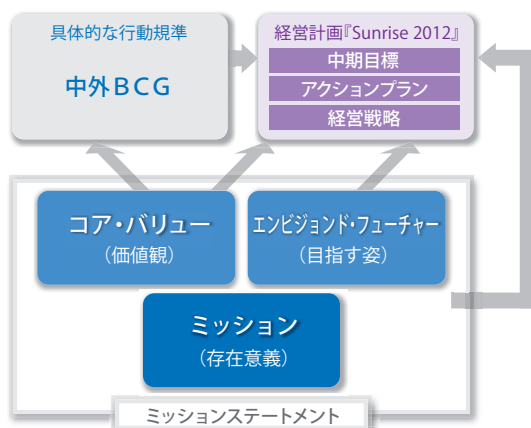 具体的な行動規準
中外BCG
経営計画『Sunrise 2012』
中期目標
アクションプラン
経営戦略
コア・バリュー
（価値観）
エンビジョンド・フューチャー
（目指す姿）
ミッション
（存在意義）
ミッションステートメント